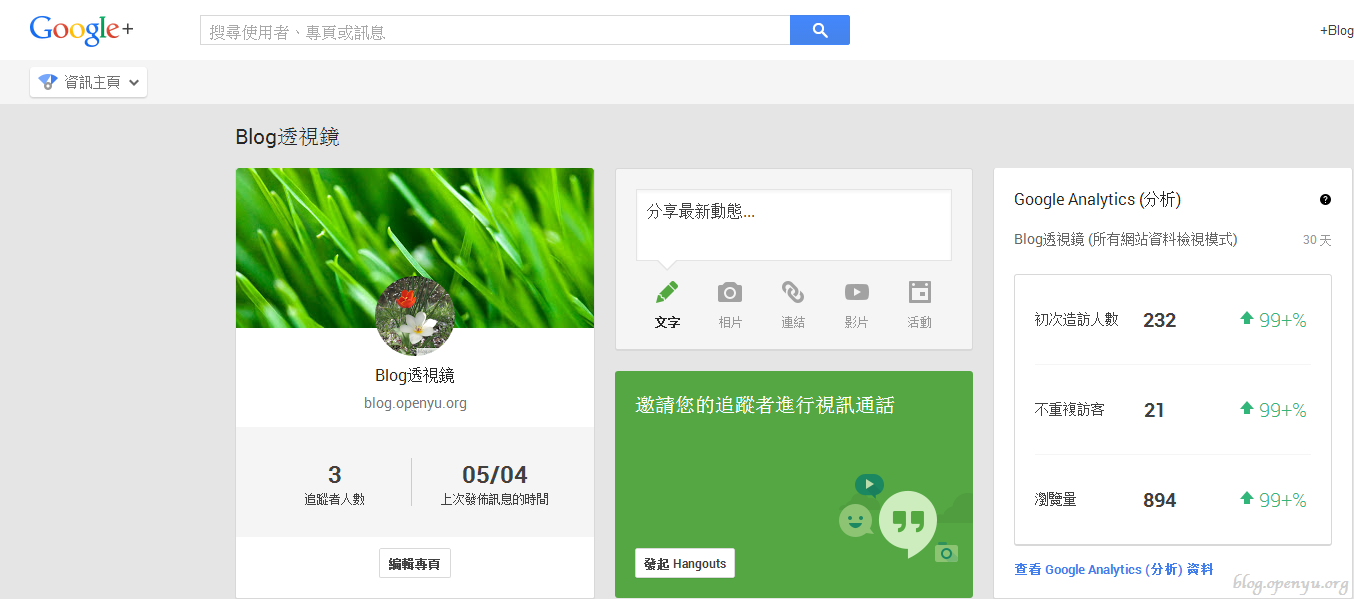 Google+
搜尋使用者、專頁或訊息
+Blog
資訊主頁
Blog透視鏡
Blog透視鏡
blog.openyu.org
3
追蹤者人數
05/04
上次發佈訊息的時間
編輯專頁
分享最新動態...
文字 相片 連結 影片 活動
邀請您的追蹤者進行視訊通話
發起 Hangouts
Google Analytics (分析)
Blog透視鏡 (所有網站資料檢視模式) 30 天
初次造訪人數 232 99+%
不重複訪客 21 99+%
瀏覽量 894 99+%
查看 Google Analytics (分析) 資料
blog.openyu.org